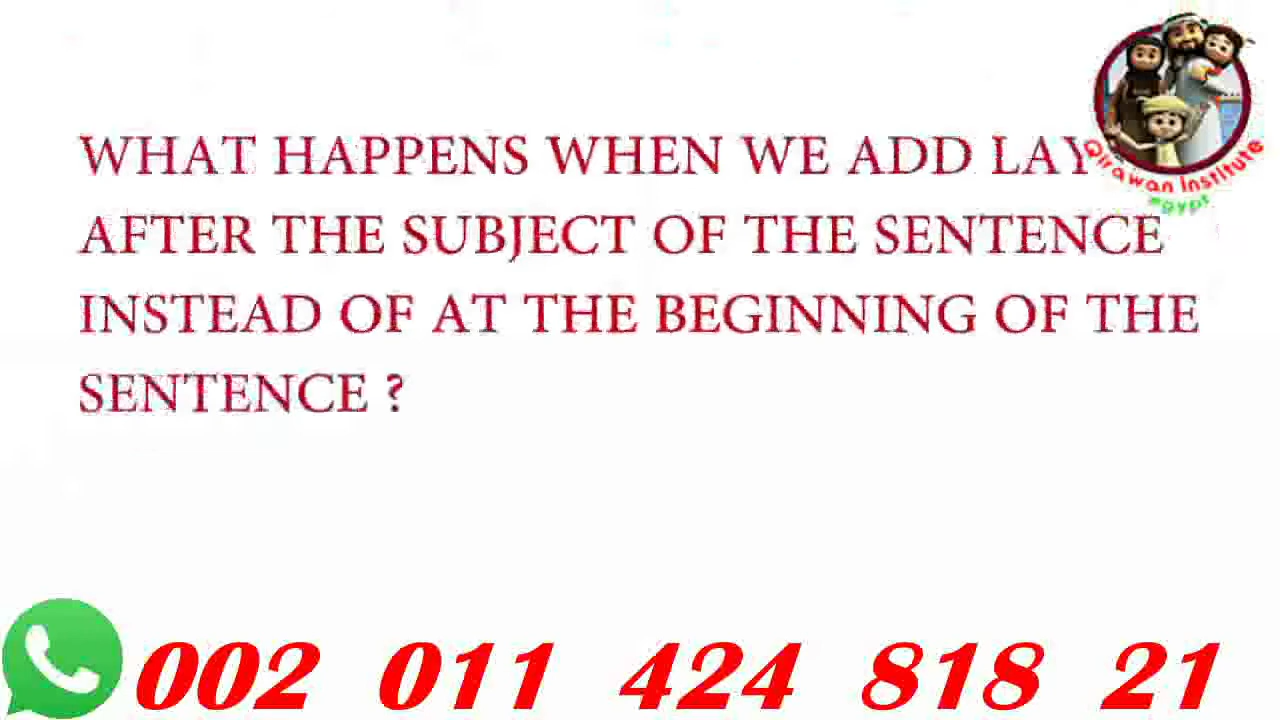 WHAT HAPPENS WHEN WE ADD
AFTER THE SUBJECT OF THE SENTENCE
INSTEAD OF AT THE BEGINNING OF THE
SENTENCE ?
Qirawan Institute
egypt
002 011 424 818 21